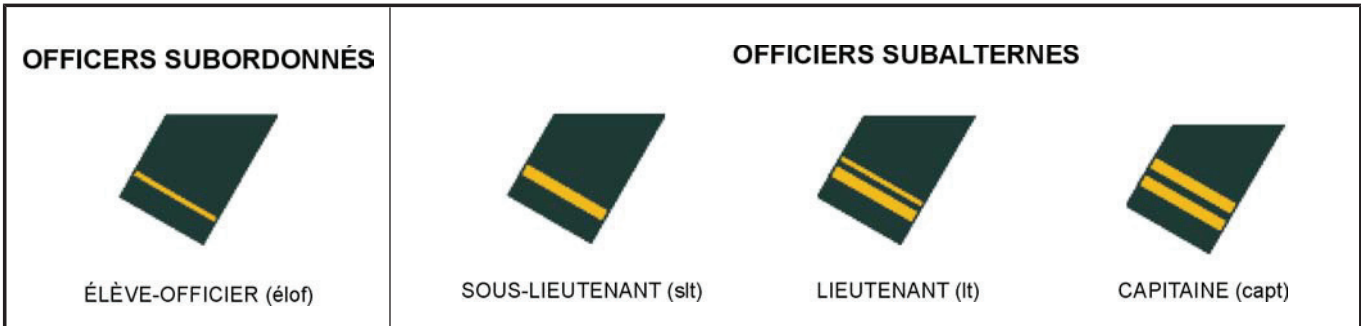 OFFICERS SUBORDONNÉS
OFFICIERS SUBALTERNES
ÉLÈVE-OFFICIER (élof)
SOUS-LIEUTENANT (slt)
LIEUTENANT (lt)
CAPITAINE (capt)